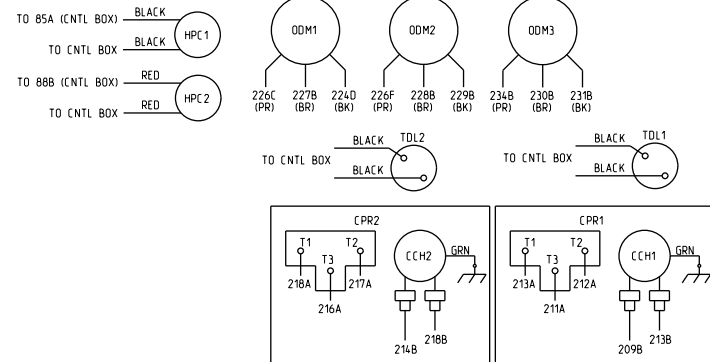 TO 85A (CNTL BOX) BLACK
TO CNTL BOX BLACK
HPC1
TO 88B (CNTL BOX) RED
TO CNTL BOX RED
HPC2
ODM1
226C (PR)
227B (BR)
224D (BK)
ODM2
226F (PR)
228B (BR)
229B (BK)
ODM3
234B (PR)
230B (BR)
231B (BK)
TO CNTL BOX
BLACK
BLACK
TDL2
TO CNTL BOX
BLACK
BLACK
TDL1
CPR2
T1
T2
T3
218A
217A
216A
CCH2
GRN
214B
218B
CPR1
T1
T2
T3
213A
212A
211A
CCH1
GRN
209B
213B